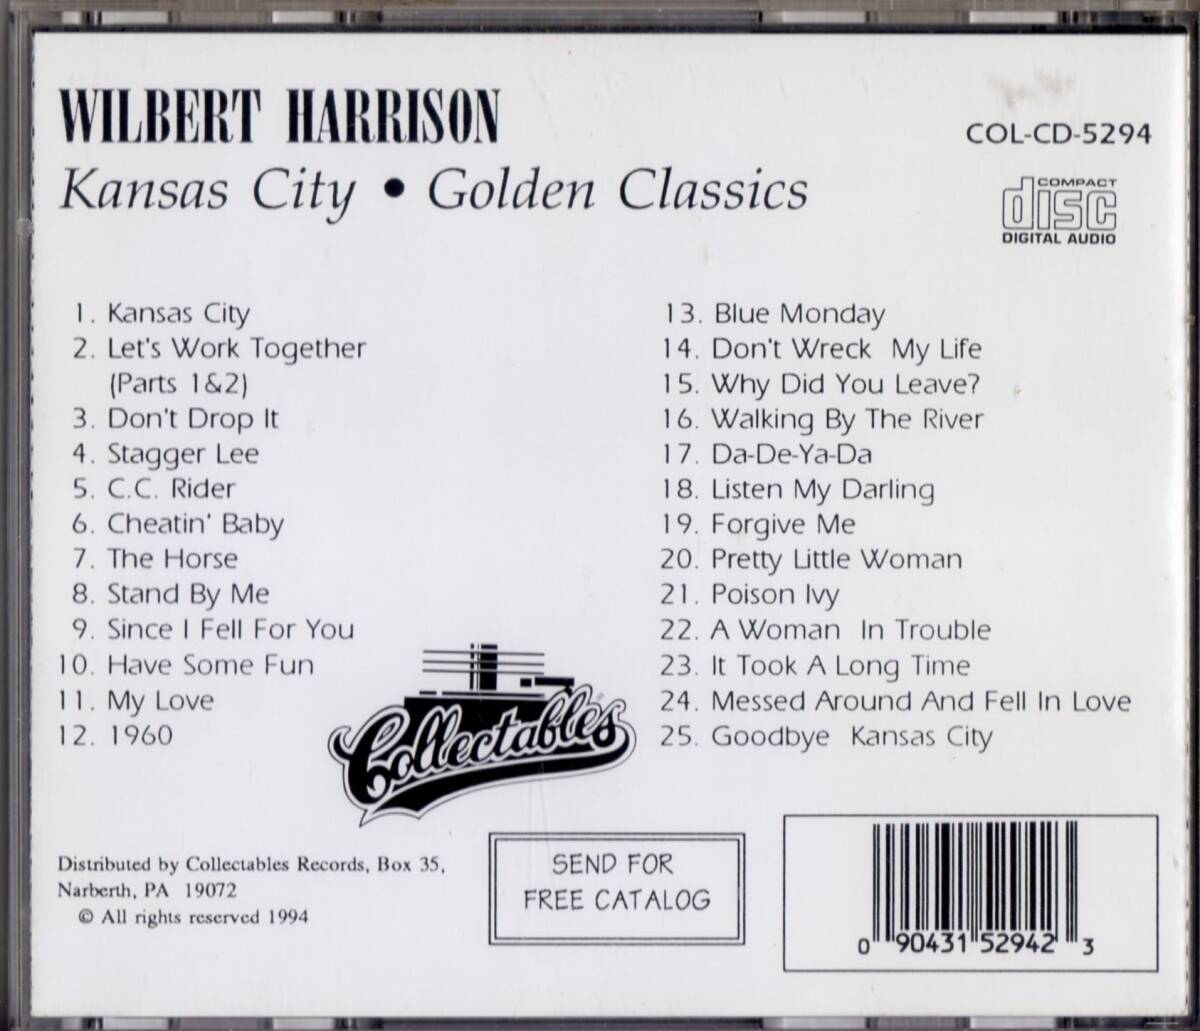 WILBERT HARRISON
Kansas City • Golden Classics
COL-CD-5294
COMPACT
disc
DIGITAL AUDIO
1. Kansas City
2. Let's Work Together
(Parts 1&2)
3. Don't Drop It
4. Stagger Lee
5. C.C. Rider
6. Cheatin' Baby
7. The Horse
8. Stand By Me
9. Since I Fell For You
10. Have Some Fun
11. My Love
12. 1960
13. Blue Monday
14. Don't Wreck My Life
15. Why Did You Leave?
16. Walking By The River
17. Da-De-Ya-Da
18. Listen My Darling
19. Forgive Me
20. Pretty Little Woman
21. Poison Ivy
22. A Woman In Trouble
23. It Took A Long Time
24. Messed Around And Fell In Love
25. Goodbye Kansas City
Collectables
Distributed by Collectables Records, Box 35,
Narberth, PA 19072
© All rights reserved 1994
SEND FOR
FREE CATALOG
0 90431 52942 3